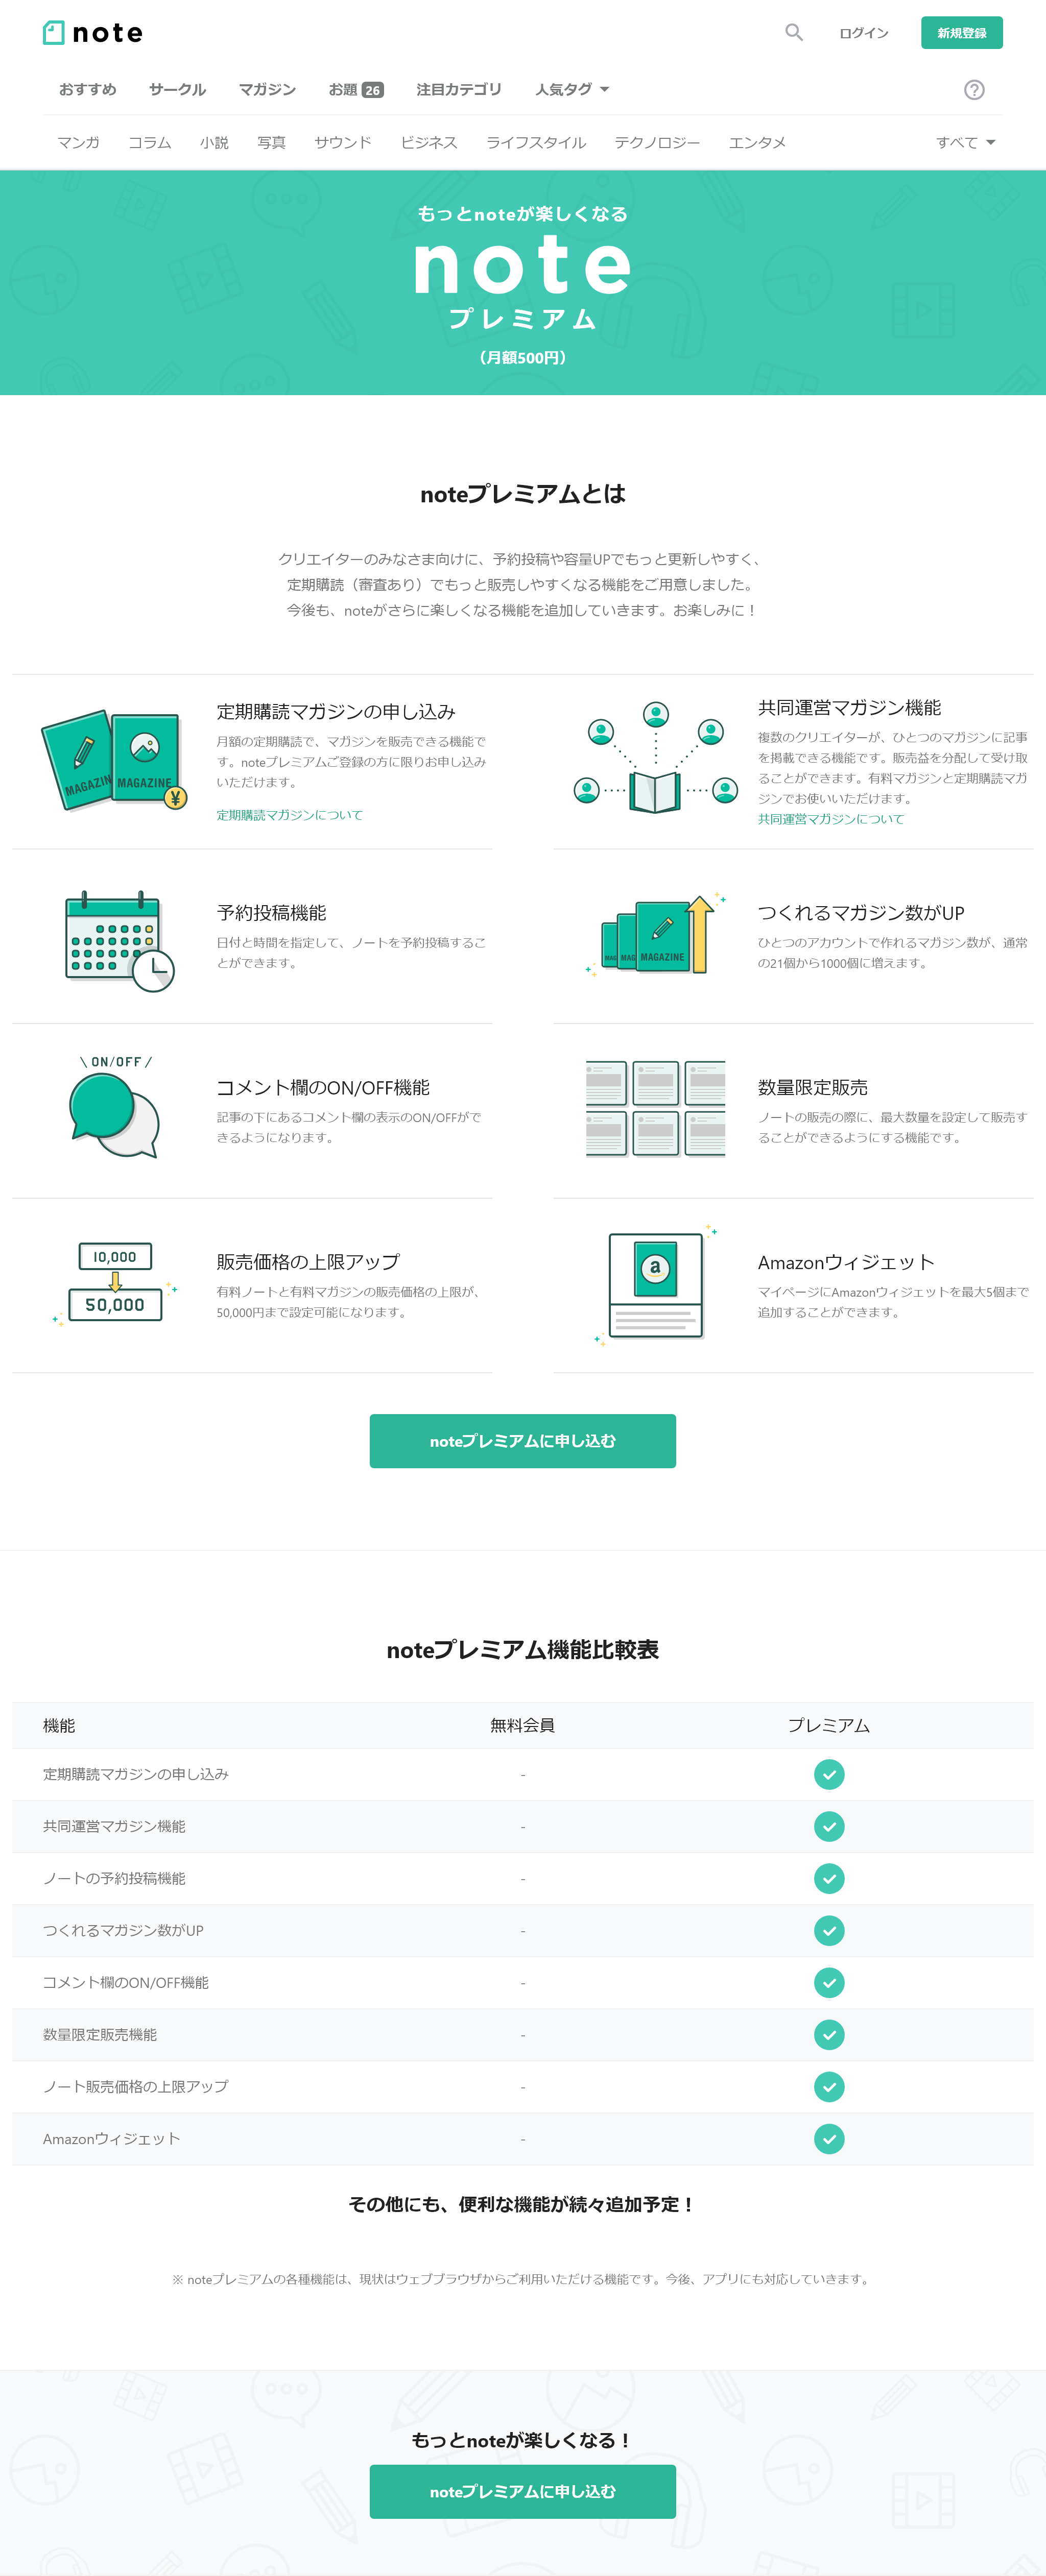 note
ログイン
新規登録
おすすめ
サークル
マガジン
お題 26
注目カテゴリ
人気タグ
マンガ
コラム
小説
写真
サウンド
ビジネス
ライフスタイル
テクノロジー
エンタメ
すべて
もっとnoteが楽しくなる
note
プレミアム
（月額500円）
noteプレミアムとは
クリエイターのみなさま向けに、予約投稿や容量UPでもっと更新しやすく、
定期購読（審査あり）でもっと販売しやすくなる機能をご用意しました。
今後も、noteがさらに楽しくなる機能を追加していきます。お楽しみに！
MAGAZIN
MAGAZINE
¥
定期購読マガジンの申し込み
月額の定期購読で、マガジンを販売できる機能で
す。noteプレミアムご登録の方に限りお申し込み
いただけます。
定期購読マガジンについて
共同運営マガジン機能
複数のクリエイターが、ひとつのマガジンに記事
を掲載できる機能です。販売益を分配して受け取
ることができます。有料マガジンと定期購読マガ
ジンでお使いいただけます。
共同運営マガジンについて
予約投稿機能
日付と時間を指定して、ノートを予約投稿するこ
とができます。
MAG
MAG
MAGAZINE
つくれるマガジン数がUP
ひとつのアカウントで作れるマガジン数が、通常
の21個から1000個に増えます。
\ ON/OFF /
コメント欄のON/OFF機能
記事の下にあるコメント欄の表示のON/OFFがで
きるようになります。
数量限定販売
ノートの販売の際に、最大数量を設定して販売す
ることができるようにする機能です。
10,000
50,000
販売価格の上限アップ
有料ノートと有料マガジンの販売価格の上限が、
50,000円まで設定可能になります。
a
Amazonウィジェット
マイページにAmazonウィジェットを最大5個まで
追加することができます。
noteプレミアムに申し込む
noteプレミアム機能比較表
機能 無料会員 プレミアム
定期購読マガジンの申し込み -
共同運営マガジン機能 -
ノートの予約投稿機能 -
つくれるマガジン数がUP -
コメント欄のON/OFF機能 -
数量限定販売機能 -
ノート販売価格の上限アップ -
Amazonウィジェット -
その他にも、便利な機能が続々追加予定！
※ noteプレミアムの各種機能は、現状はウェブブラウザからご利用いただける機能です。今後、アプリにも対応していきます。
もっとnoteが楽しくなる！
noteプレミアムに申し込む